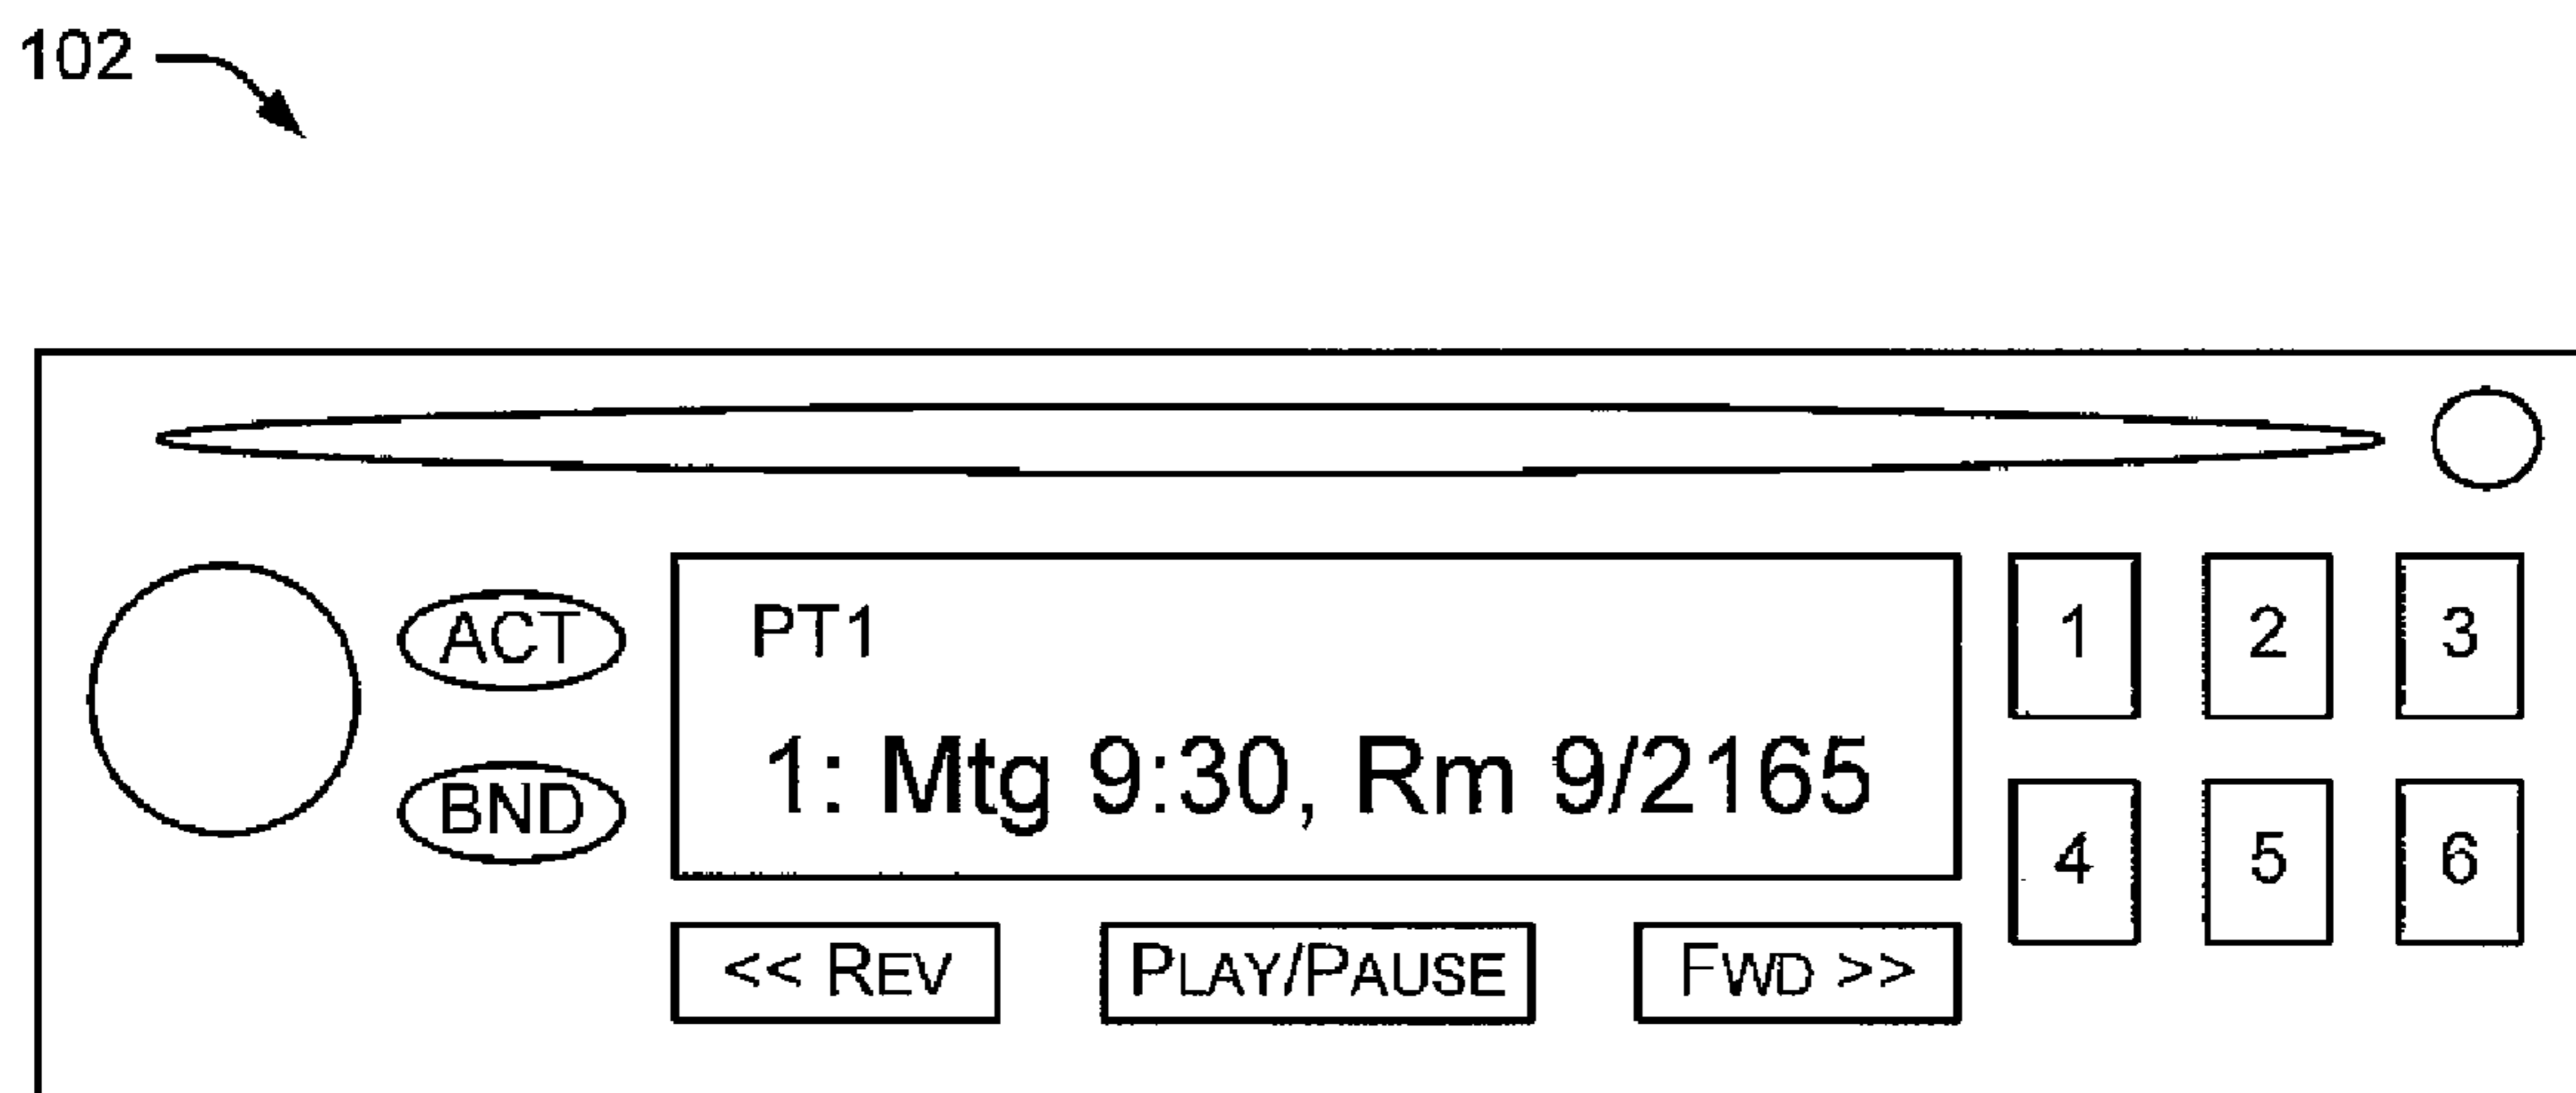 102
ACT
BND
PT1
1: Mtg 9:30, Rm 9/2165
1 2 3
4 5 6
<< REV PLAY/PAUSE FWD >>